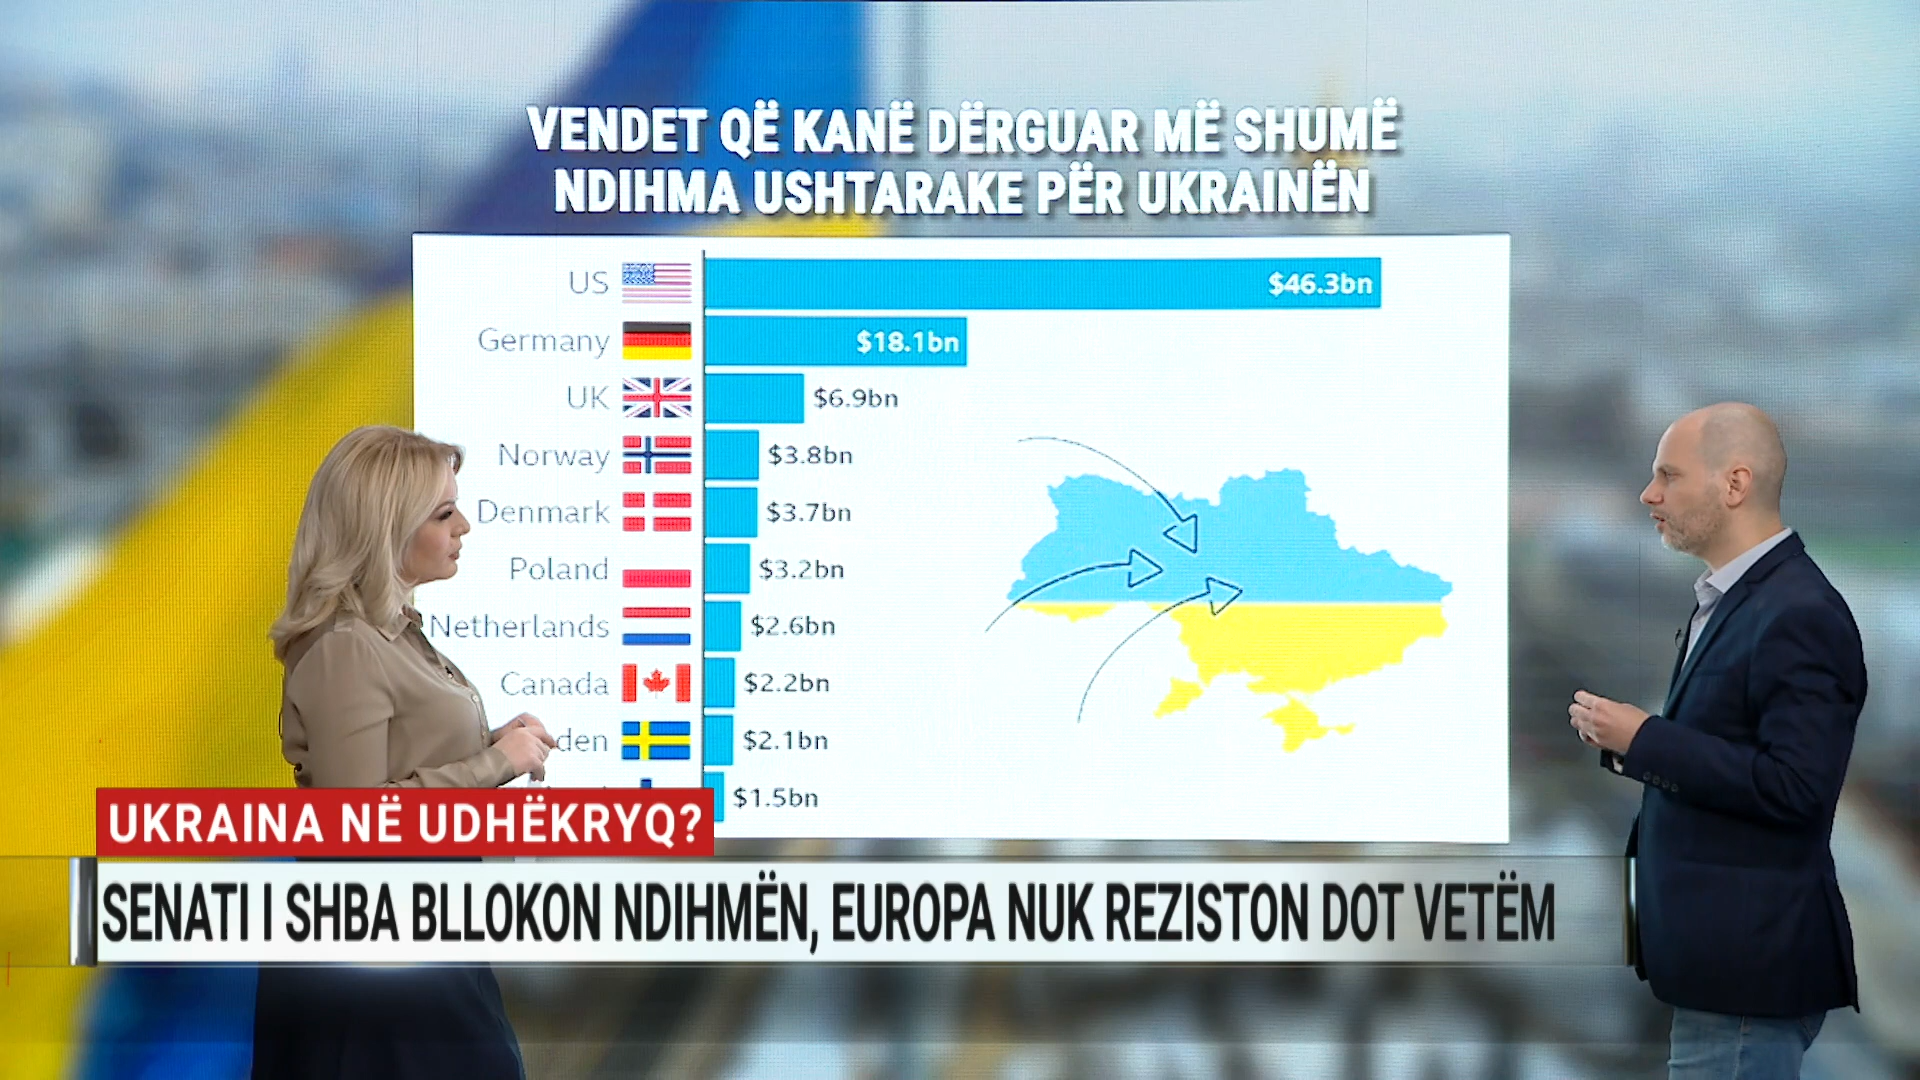 VENDET QË KANË DËRGUAR MË SHUMË
NDIHMA USHTARAKE PËR UKRAINËN
US $46.3bn
Germany $18.1bn
UK $6.9bn
Norway $3.8bn
Denmark $3.7bn
Poland $3.2bn
Netherlands $2.6bn
Canada $2.2bn
den $2.1bn
$1.5bn
UKRAINA NË UDHËKRYQ?
SENATI I SHBA BLLOKON NDIHMËN, EUROPA NUK REZISTON DOT VETËM